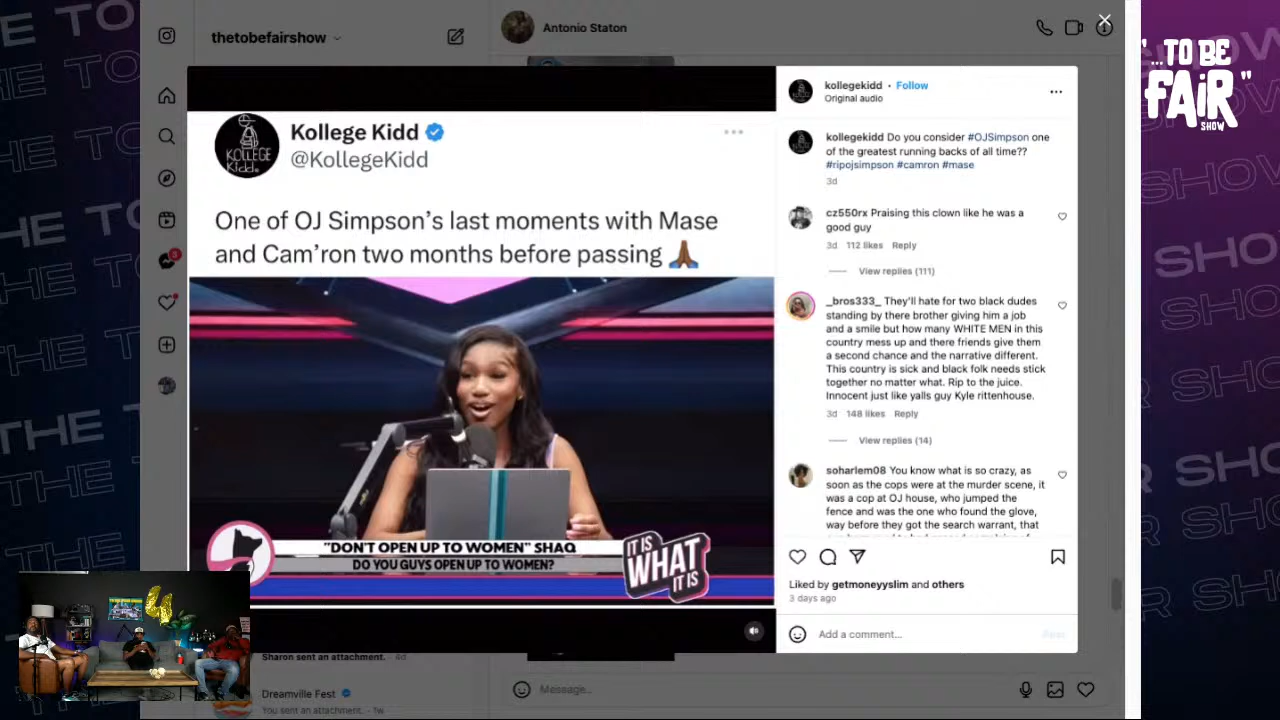 thetobefairshow
Antonio Staton
"...TO BE
FAIR"
SHOW
KOLLEGE
KIDD
Kollege Kidd
@KollegeKidd
One of OJ Simpson's last moments with Mase
and Cam'ron two months before passing 🙏🏾
"DON'T OPEN UP TO WOMEN" SHAQ
DO YOU GUYS OPEN UP TO WOMEN?
IT IS
WHAT
IT IS
kollegekidd • Follow
Original audio
kollegekidd Do you consider #OJSimpson one
of the greatest running backs of all time??
#ripojsimpson #camron #mase
3d
cz550rx Praising this clown like he was a
good guy
3d 112 likes Reply
View replies (111)
_bros333_ They'll hate for two black dudes
standing by there brother giving him a job
and a smile but how many WHITE MEN in this
country mess up and there friends give them
a second chance and the narrative different.
This country is sick and black folk needs stick
together no matter what. Rip to the juice.
Innocent just like yalls guy Kyle rittenhouse.
3d 148 likes Reply
View replies (14)
soharlem08 You know what is so crazy, as
soon as the cops were at the murder scene, it
was a cop at OJ house, who jumped the
fence and was the one who found the glove,
way before they got the search warrant, that
Liked by getmoneyyslim and others
3 days ago
Add a comment...
Post
Sharon sent an attachment. · 4d
Dreamville Fest
You sent an attachment. · 1w
Message...